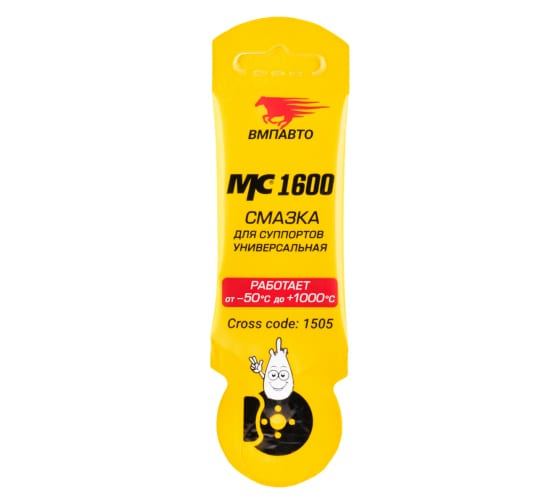 ВМПАВТО
МС 1600
СМАЗКА
ДЛЯ СУППОРТОВ
УНИВЕРСАЛЬНАЯ
РАБОТАЕТ
от –50°С до +1000°С
Cross code: 1505